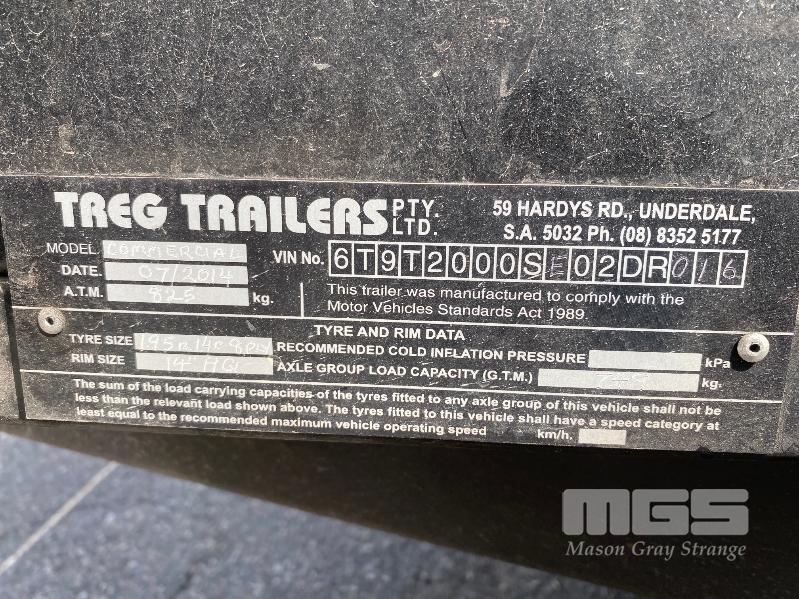 TREG TRAILERS PTY. LTD.
59 HARDYS RD., UNDERDALE,
S.A. 5032 Ph. (08) 8352 5177
MODEL. COMMERCIAL
DATE. 07/2014
A.T.M. 825 kg.
VIN No. 6T9T2000SE02DR016
This trailer was manufactured to comply with the
Motor Vehicles Standards Act 1989.
TYRE AND RIM DATA
TYRE SIZE 195R 14C 8PLY RECOMMENDED COLD INFLATION PRESSURE kPa
RIM SIZE 14" AXLE GROUP LOAD CAPACITY (G.T.M.) kg.
The sum of the load carrying capacities of the tyres fitted to any axle group of this vehicle shall not be
less than the relevant load shown above. The tyres fitted to this vehicle shall have a speed category at
least equal to the recommended maximum vehicle operating speed km/h.
MGS
Mason Gray Strange